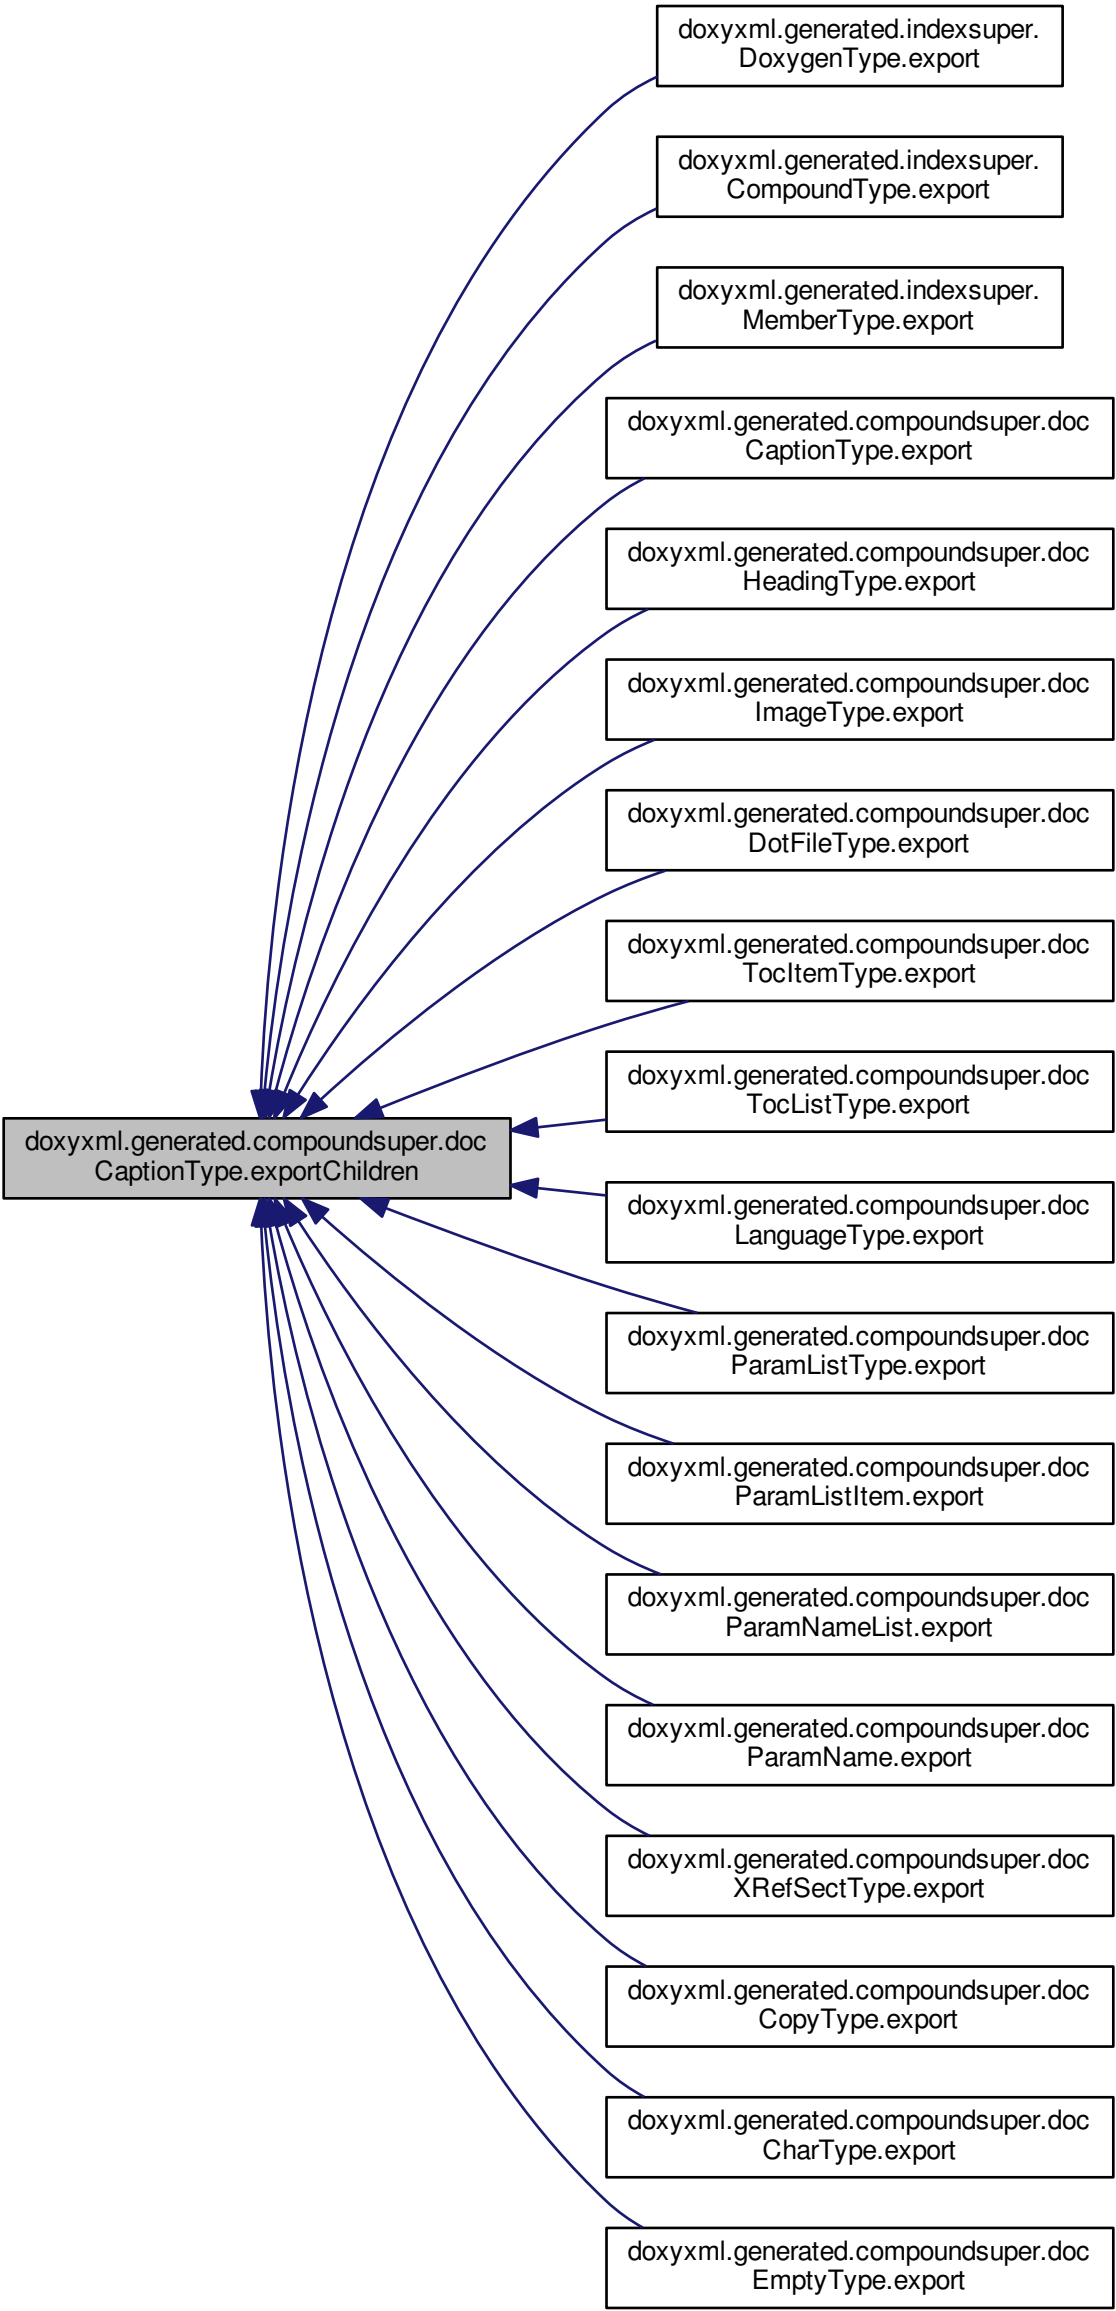 doxyxml.generated.indexsuper.
DoxygenType.export
doxyxml.generated.indexsuper.
CompoundType.export
doxyxml.generated.indexsuper.
MemberType.export
doxyxml.generated.compoundsuper.doc
CaptionType.export
doxyxml.generated.compoundsuper.doc
HeadingType.export
doxyxml.generated.compoundsuper.doc
ImageType.export
doxyxml.generated.compoundsuper.doc
DotFileType.export
doxyxml.generated.compoundsuper.doc
TocItemType.export
doxyxml.generated.compoundsuper.doc
TocListType.export
doxyxml.generated.compoundsuper.doc
CaptionType.exportChildren
doxyxml.generated.compoundsuper.doc
LanguageType.export
doxyxml.generated.compoundsuper.doc
ParamListType.export
doxyxml.generated.compoundsuper.doc
ParamListItem.export
doxyxml.generated.compoundsuper.doc
ParamNameList.export
doxyxml.generated.compoundsuper.doc
ParamName.export
doxyxml.generated.compoundsuper.doc
XRefSectType.export
doxyxml.generated.compoundsuper.doc
CopyType.export
doxyxml.generated.compoundsuper.doc
CharType.export
doxyxml.generated.compoundsuper.doc
EmptyType.export